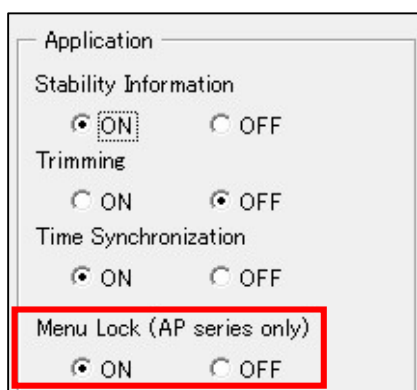 Application
Stability Information
ON OFF
Trimming
ON OFF
Time Synchronization
ON OFF
Menu Lock (AP series only)
ON OFF